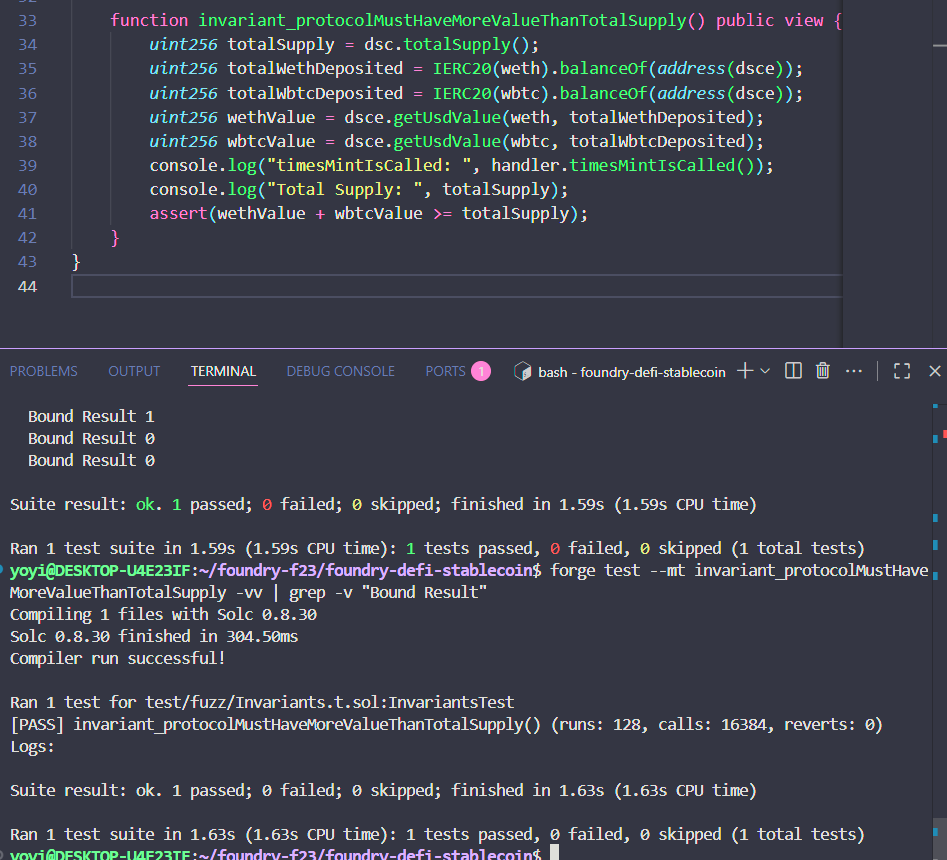 33 function invariant_protocolMustHaveMoreValueThanTotalSupply() public view {
34 uint256 totalSupply = dsc.totalSupply();
35 uint256 totalWethDeposited = IERC20(weth).balanceOf(address(dsce));
36 uint256 totalWbtcDeposited = IERC20(wbtc).balanceOf(address(dsce));
37 uint256 wethValue = dsce.getUsdValue(weth, totalWethDeposited);
38 uint256 wbtcValue = dsce.getUsdValue(wbtc, totalWbtcDeposited);
39 console.log("timesMintIsCalled: ", handler.timesMintIsCalled());
40 console.log("Total Supply: ", totalSupply);
41 assert(wethValue + wbtcValue >= totalSupply);
42 }
43 }
44
PROBLEMS OUTPUT TERMINAL DEBUG CONSOLE PORTS 1 bash - foundry-defi-stablecoin
Bound Result 1
Bound Result 0
Bound Result 0
Suite result: ok. 1 passed; 0 failed; 0 skipped; finished in 1.59s (1.59s CPU time)
Ran 1 test suite in 1.59s (1.59s CPU time): 1 tests passed, 0 failed, 0 skipped (1 total tests)
yoyi@DESKTOP-U4E23IF:~/foundry-f23/foundry-defi-stablecoin$ forge test --mt invariant_protocolMustHave
MoreValueThanTotalSupply -vv | grep -v "Bound Result"
Compiling 1 files with Solc 0.8.30
Solc 0.8.30 finished in 304.50ms
Compiler run successful!
Ran 1 test for test/fuzz/Invariants.t.sol:InvariantsTest
[PASS] invariant_protocolMustHaveMoreValueThanTotalSupply() (runs: 128, calls: 16384, reverts: 0)
Logs:
Suite result: ok. 1 passed; 0 failed; 0 skipped; finished in 1.63s (1.63s CPU time)
Ran 1 test suite in 1.63s (1.63s CPU time): 1 tests passed, 0 failed, 0 skipped (1 total tests)
yoyi@DESKTOP-U4E23IF:~/foundry-f23/foundry-defi-stablecoin$